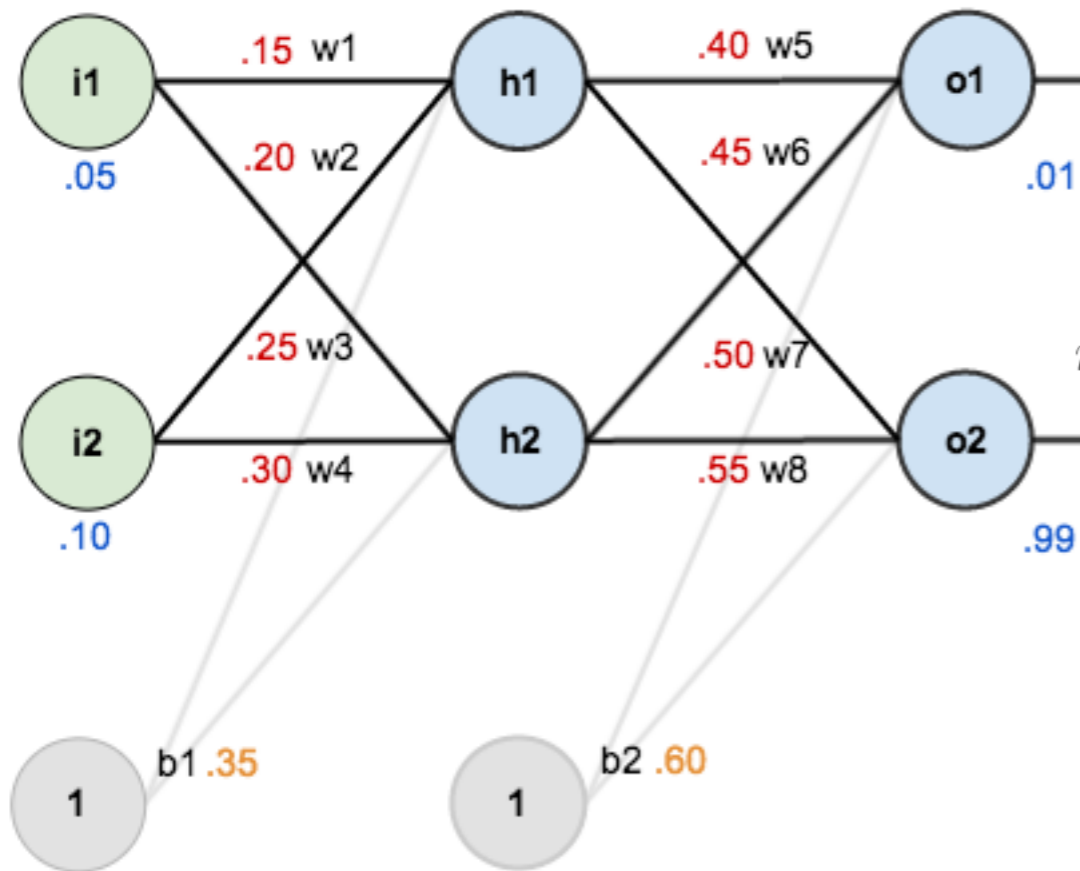 .15 w1
.40 w5
i1
h1
o1
.20 w2
.45 w6
.05
.01
.25 w3
.50 w7
i2
h2
o2
.30 w4
.55 w8
.10
.99
b1 .35
b2 .60
1
1